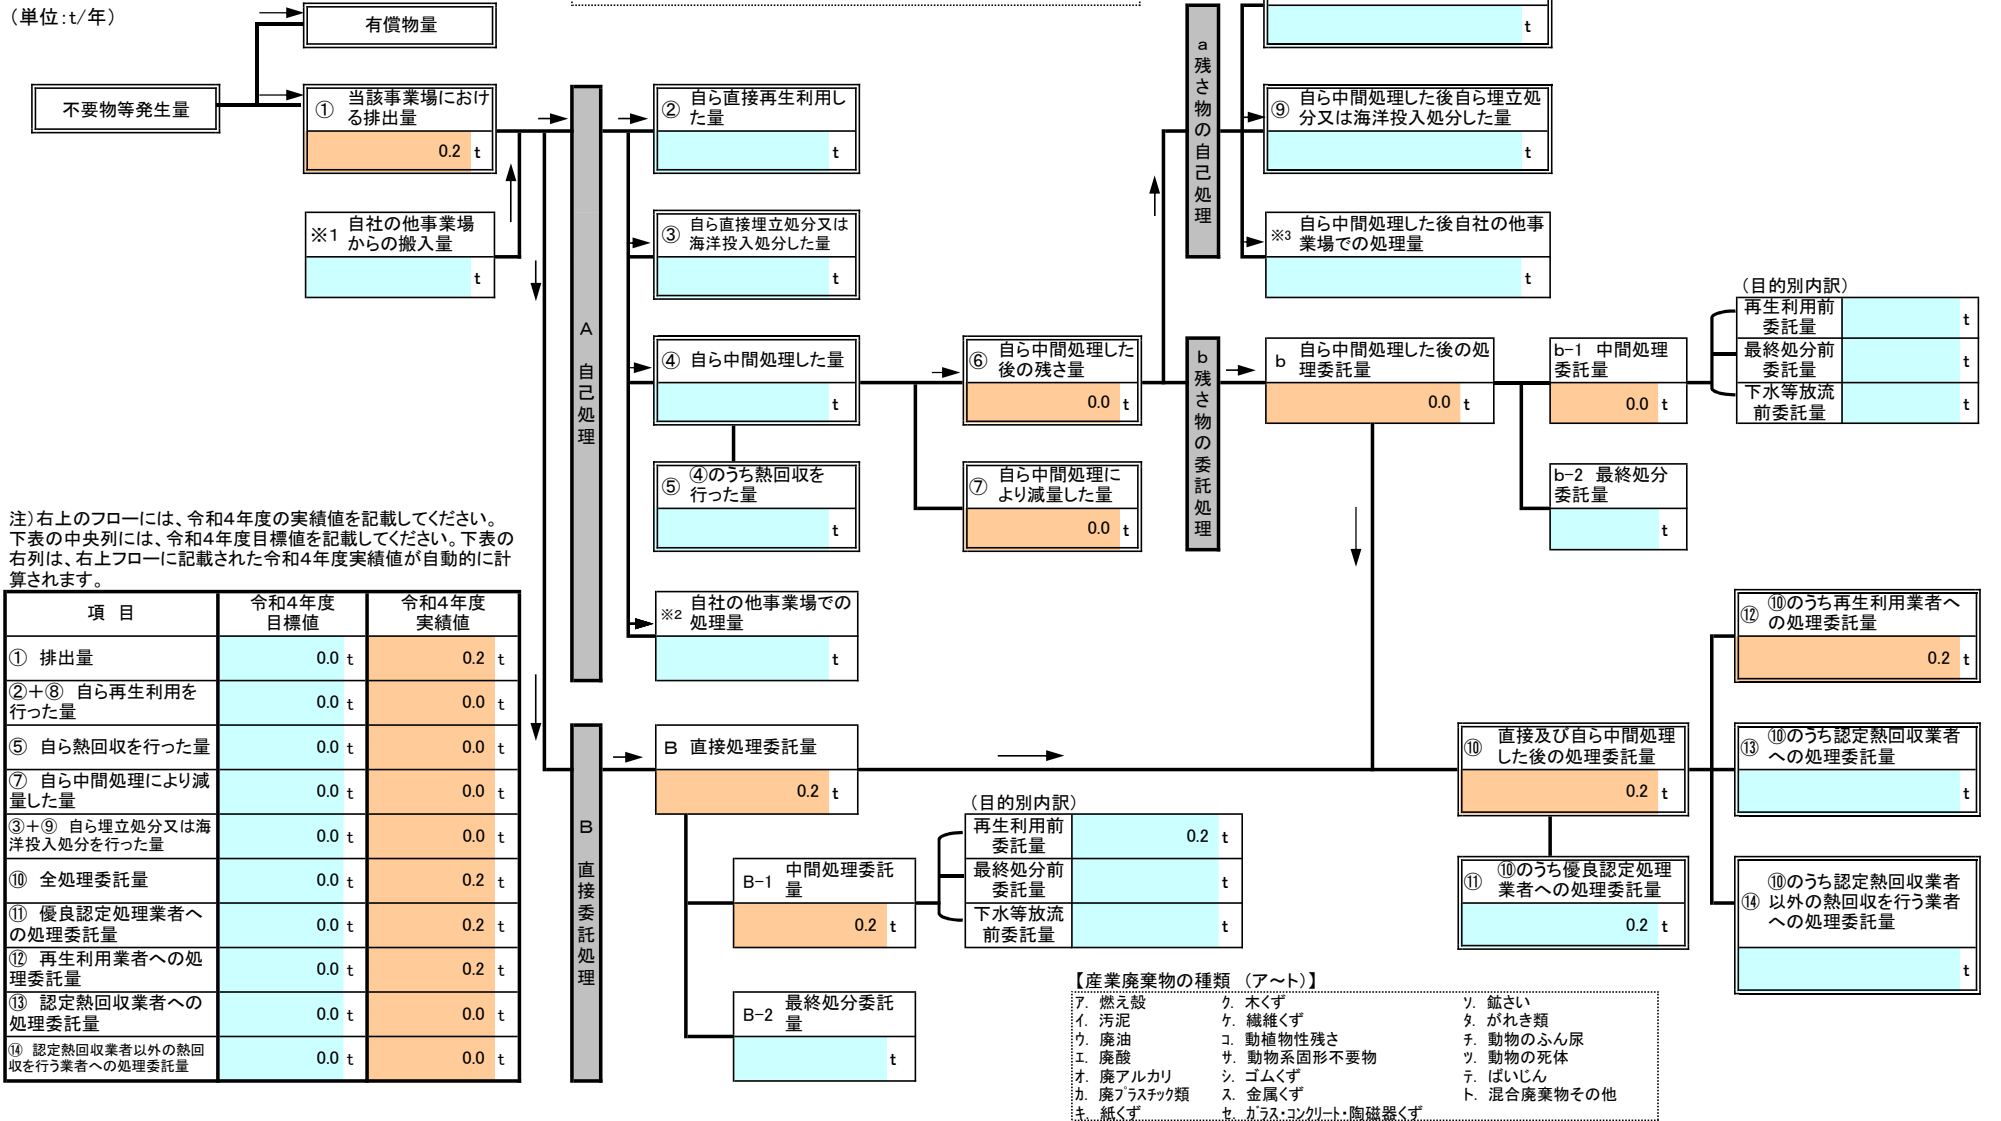 （単位：t/年）
有償物量
不要物等発生量
① 当該事業場におけ
る排出量
0.2 t
※1 自社の他事業場
からの搬入量
t
A 自己処理
② 自ら直接再生利用し
た量
t
③ 自ら直接埋立処分又は
海洋投入処分した量
t
④ 自ら中間処理した量
t
⑤ ④のうち熱回収を
行った量
t
※2 自社の他事業場での
処理量
t
⑥ 自ら中間処理した
後の残さ量
0.0 t
⑦ 自ら中間処理に
より減量した量
0.0 t
a 残さ物の自己処理
t
⑨ 自ら中間処理した後自ら埋立処
分又は海洋投入処分した量
t
※3 自ら中間処理した後自社の他事
業場での処理量
t
b 残さ物の委託処理
b 自ら中間処理した後の処
理委託量
0.0 t
b-1 中間処理
委託量
0.0 t
b-2 最終処分
委託量
t
（目的別内訳）
再生利用前
委託量
t
最終処分前
委託量
t
下水等放流
前委託量
t
注）右上のフローには、令和4年度の実績値を記載してください。
下表の中央列には、令和4年度目標値を記載してください。下表の
右列は、右上フローに記載された令和4年度実績値が自動的に計
算されます。
項 目 令和4年度 目標値 令和4年度 実績値
① 排出量 0.0 t 0.2 t
②＋⑧ 自ら再生利用を
行った量 0.0 t 0.0 t
⑤ 自ら熱回収を行った量 0.0 t 0.0 t
⑦ 自ら中間処理により減
量した量 0.0 t 0.0 t
③＋⑨ 自ら埋立処分又は海
洋投入処分を行った量 0.0 t 0.0 t
⑩ 全処理委託量 0.0 t 0.2 t
⑪ 優良認定処理業者へ
の処理委託量 0.0 t 0.2 t
⑫ 再生利用業者への処
理委託量 0.0 t 0.2 t
⑬ 認定熱回収業者への
処理委託量 0.0 t 0.0 t
⑭ 認定熱回収業者以外の熱回
収を行う業者への処理委託量 0.0 t 0.0 t
B 直接委託処理
B 直接処理委託量
0.2 t
B-1 中間処理委託
量
0.2 t
B-2 最終処分委託
量
t
（目的別内訳）
再生利用前
委託量
0.2 t
最終処分前
委託量
t
下水等放流
前委託量
t
⑩ 直接及び自ら中間処理
した後の処理委託量
0.2 t
⑪ ⑩のうち優良認定処理
業者への処理委託量
0.2 t
⑫ ⑩のうち再生利用業者へ
の処理委託量
0.2 t
⑬ ⑩のうち認定熱回収業者
への処理委託量
t
⑭ ⑩のうち認定熱回収業者
以外の熱回収を行う業者
への処理委託量
t
【産業廃棄物の種類 （ア～ト）】
ア. 燃え殻 ク. 木くず ソ. 鉱さい
イ. 汚泥 ケ. 繊維くず タ. がれき類
ウ. 廃油 コ. 動植物性残さ チ. 動物のふん尿
エ. 廃酸 サ. 動物系固形不要物 ツ. 動物の死体
オ. 廃アルカリ シ. ゴムくず テ. ばいじん
カ. 廃プラスチック類 ス. 金属くず ト. 混合廃棄物その他
キ. 紙くず セ. ガラス・コンクリート・陶磁器くず